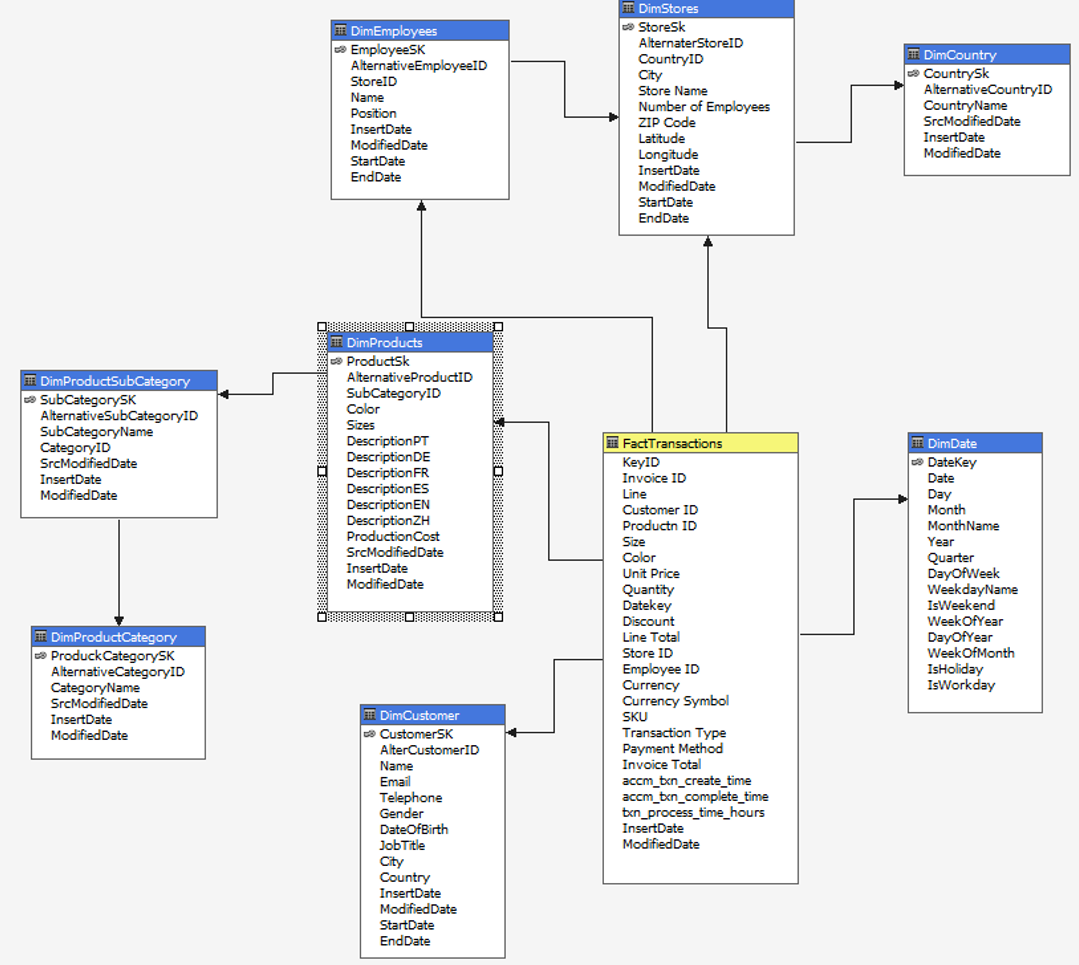 DimEmployees
EmployeeSK
AlternativeEmployeeID
StoreID
Name
Position
InsertDate
ModifiedDate
StartDate
EndDate
DimStores
StoreSk
AlternaterStoreID
CountryID
City
Store Name
Number of Employees
ZIP Code
Latitude
Longitude
InsertDate
ModifiedDate
StartDate
EndDate
DimCountry
CountrySk
AlternativeCountryID
CountryName
SrcModifiedDate
InsertDate
ModifiedDate
DimProductSubCategory
SubCategorySK
AlternativeSubCategoryID
SubCategoryName
CategoryID
SrcModifiedDate
InsertDate
ModifiedDate
DimProducts
ProductSk
AlternativeProductID
SubCategoryID
Color
Sizes
DescriptionPT
DescriptionDE
DescriptionFR
DescriptionES
DescriptionEN
DescriptionZH
ProductionCost
SrcModifiedDate
InsertDate
ModifiedDate
FactTransactions
KeyID
Invoice ID
Line
Customer ID
Productn ID
Size
Color
Unit Price
Quantity
Datekey
Discount
Line Total
Store ID
Employee ID
Currency
Currency Symbol
SKU
Transaction Type
Payment Method
Invoice Total
accm_txn_create_time
accm_txn_complete_time
txn_process_time_hours
InsertDate
ModifiedDate
DimDate
DateKey
Date
Day
Month
MonthName
Year
Quarter
DayOfWeek
WeekdayName
IsWeekend
WeekOfYear
DayOfYear
WeekOfMonth
IsHoliday
IsWorkday
DimProductCategory
ProduckCategorySK
AlternativeCategoryID
CategoryName
SrcModifiedDate
InsertDate
ModifiedDate
DimCustomer
CustomerSK
AlterCustomerID
Name
Email
Telephone
Gender
DateOfBirth
JobTitle
City
Country
InsertDate
ModifiedDate
StartDate
EndDate